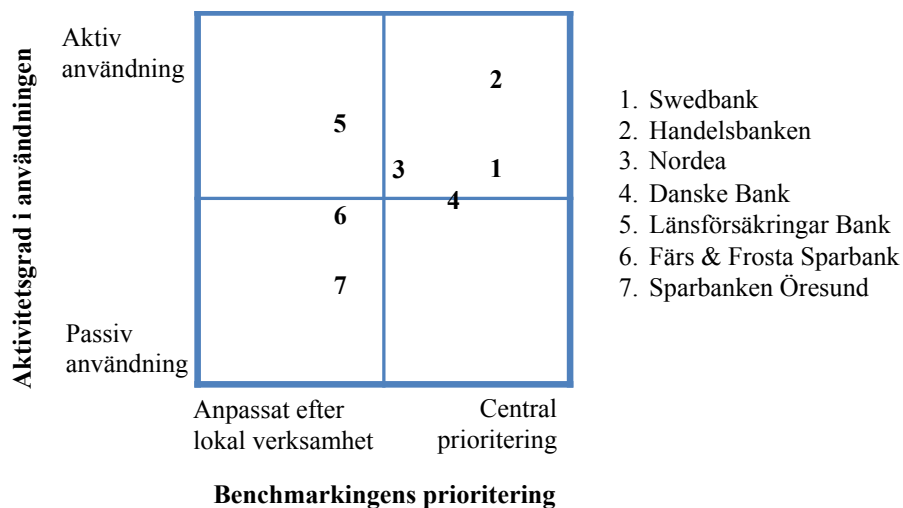 Aktivitetsgrad i användningen
Aktiv
användning
Passiv
användning
2
5
3
1
4
6
7
Anpassat efter
lokal verksamhet
Central
prioritering
Benchmarkingens prioritering
1. Swedbank
2. Handelsbanken
3. Nordea
4. Danske Bank
5. Länsförsäkringar Bank
6. Färs & Frosta Sparbank
7. Sparbanken Öresund